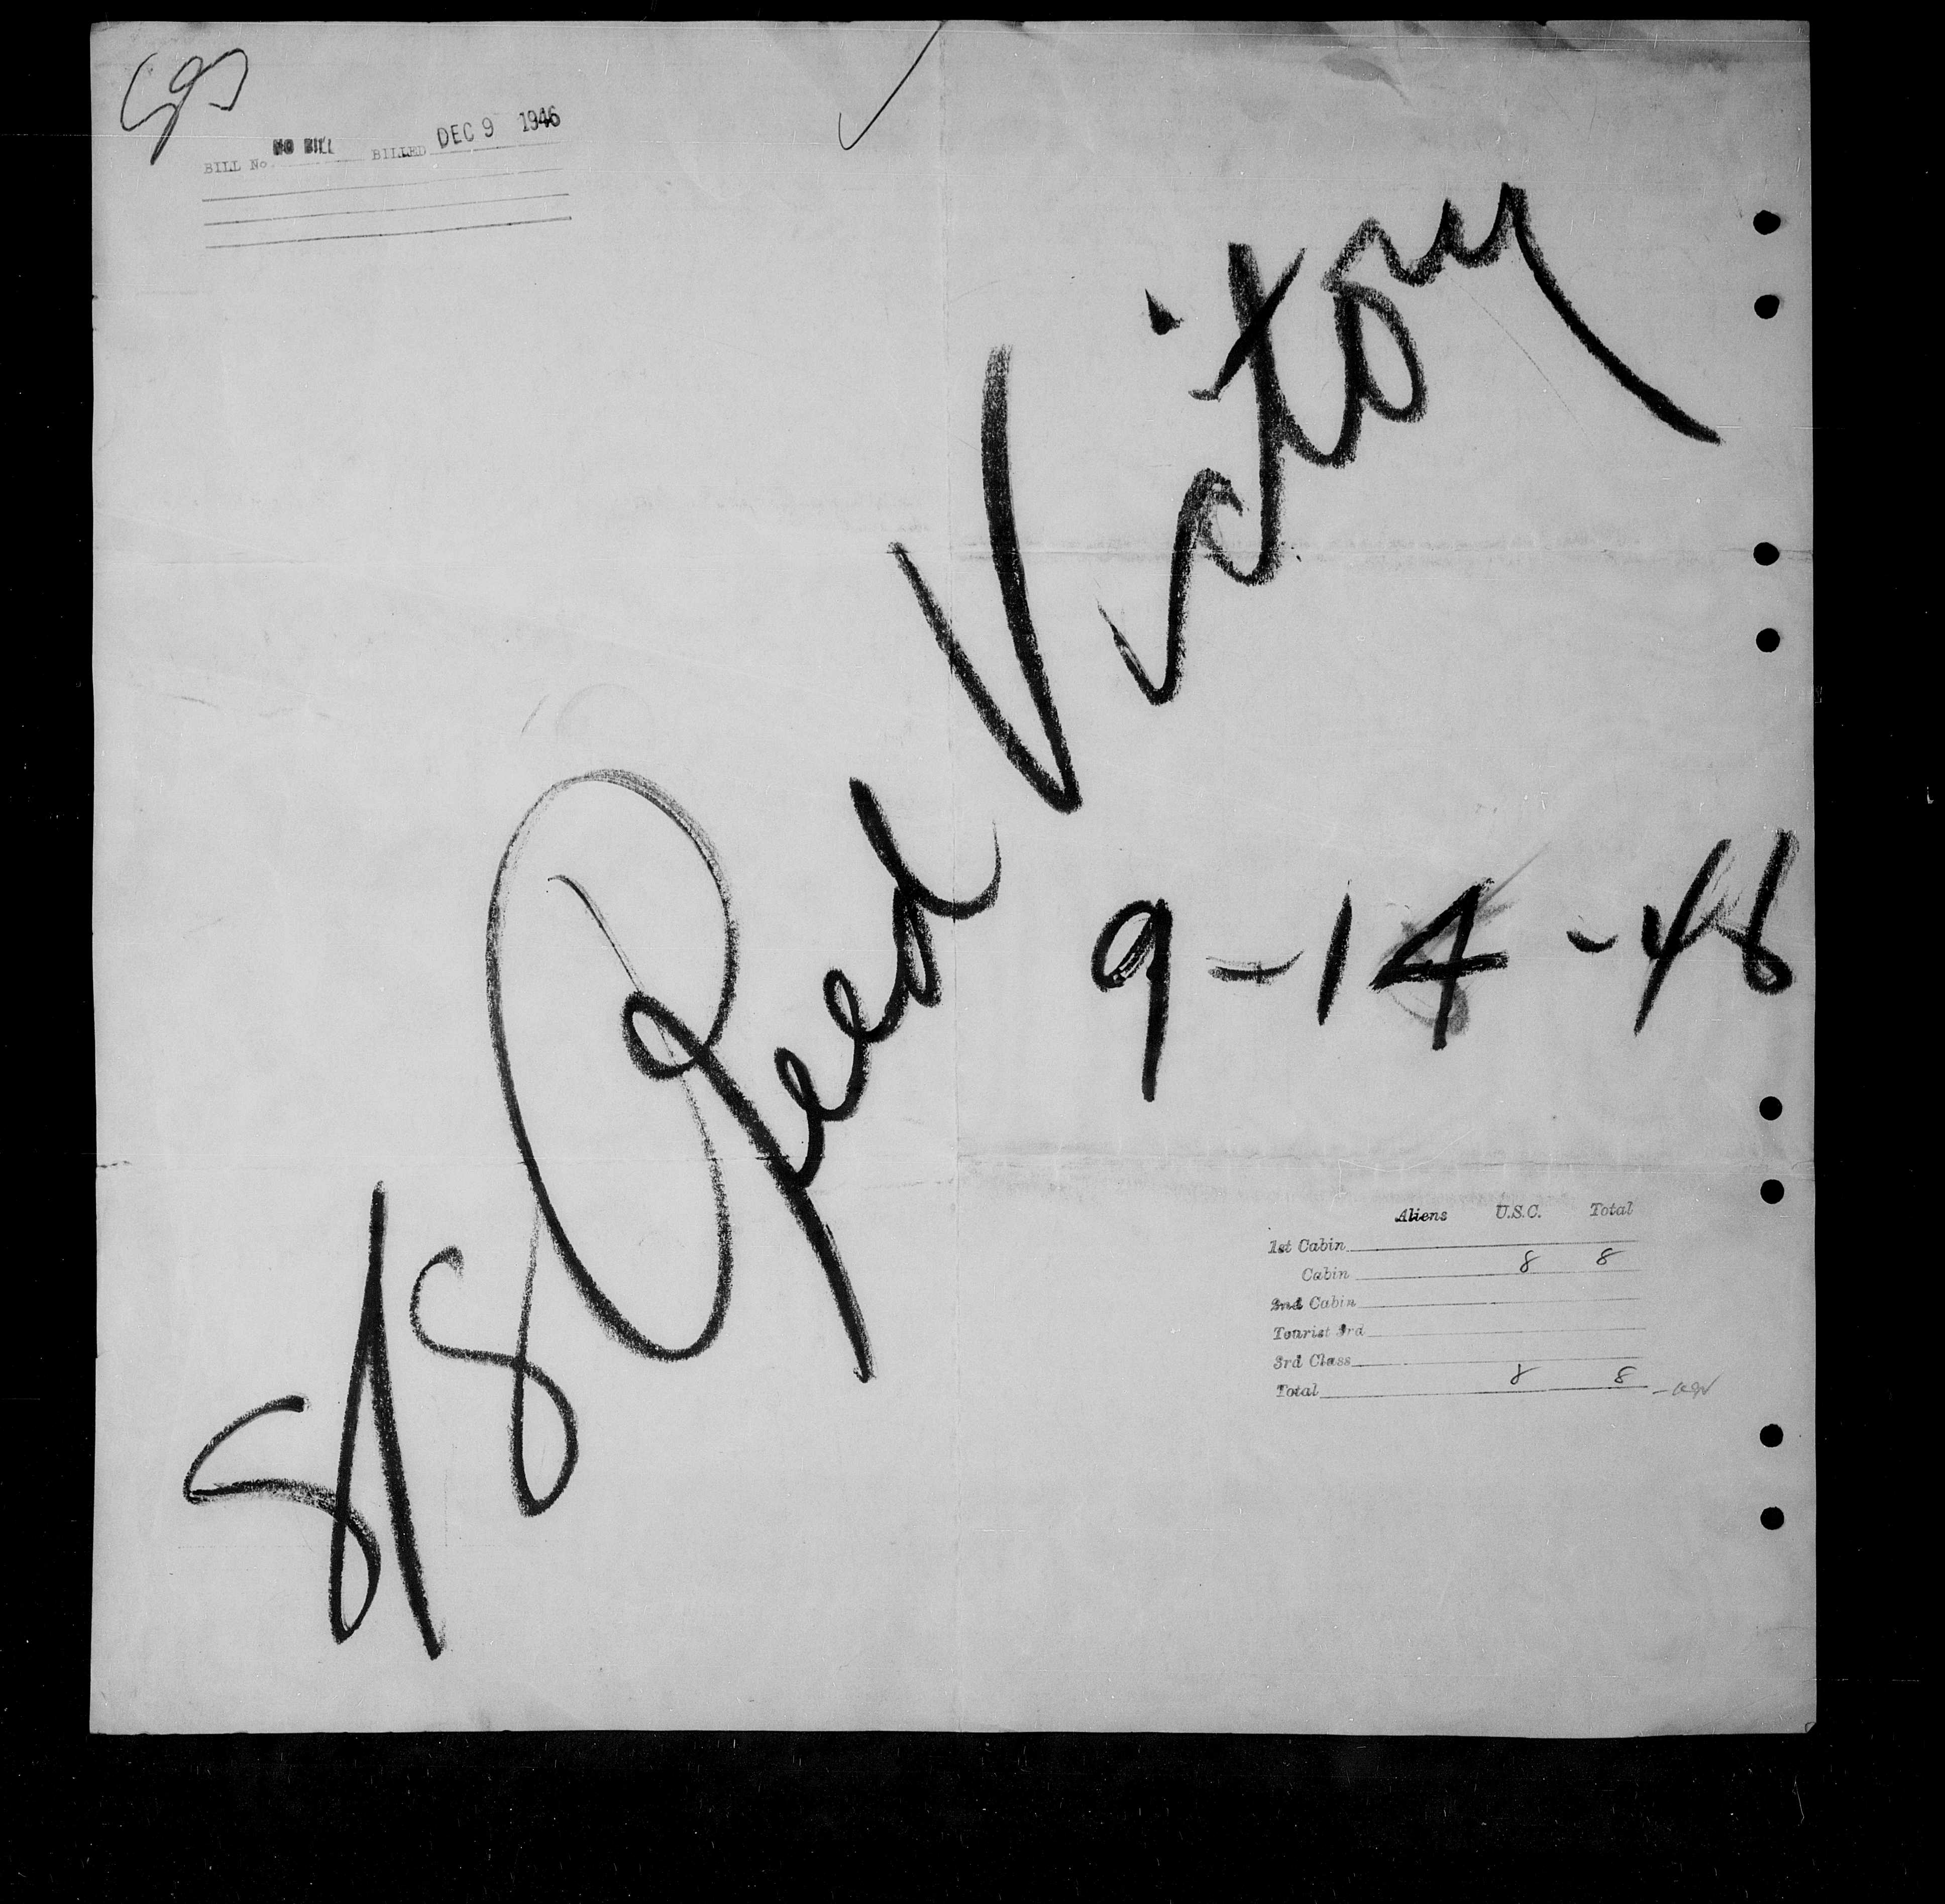 BILL No. NO BILL BILLED DEC 9 1946
S/S Reed Victory
9-14-46
Aliens U.S.C. Total
1st Cabin
Cabin 8 8
2nd Cabin
Tourist 3rd
3rd Class
Total 8 8